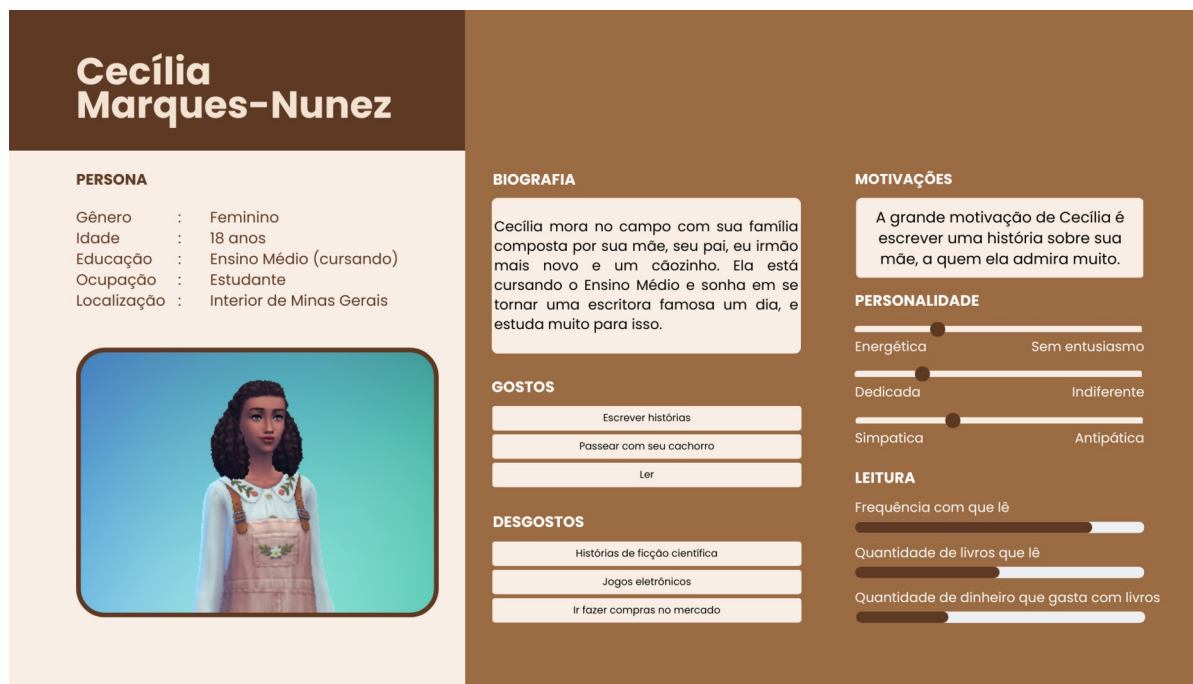 Cecília
Marques-Nunez
PERSONA
Gênero : Feminino
Idade : 18 anos
Educação : Ensino Médio (cursando)
Ocupação : Estudante
Localização : Interior de Minas Gerais
BIOGRAFIA
Cecília mora no campo com sua família
composta por sua mãe, seu pai, eu irmão
mais novo e um cãozinho. Ela está
cursando o Ensino Médio e sonha em se
tornar uma escritora famosa um dia, e
estuda muito para isso.
GOSTOS
Escrever histórias
Passear com seu cachorro
Ler
DESGOSTOS
Histórias de ficção científica
Jogos eletrônicos
Ir fazer compras no mercado
MOTIVAÇÕES
A grande motivação de Cecília é
escrever uma história sobre sua
mãe, a quem ela admira muito.
PERSONALIDADE
Energética Sem entusiasmo
Dedicada Indiferente
Simpatica Antipática
LEITURA
Frequência com que lê
Quantidade de livros que lê
Quantidade de dinheiro que gasta com livros